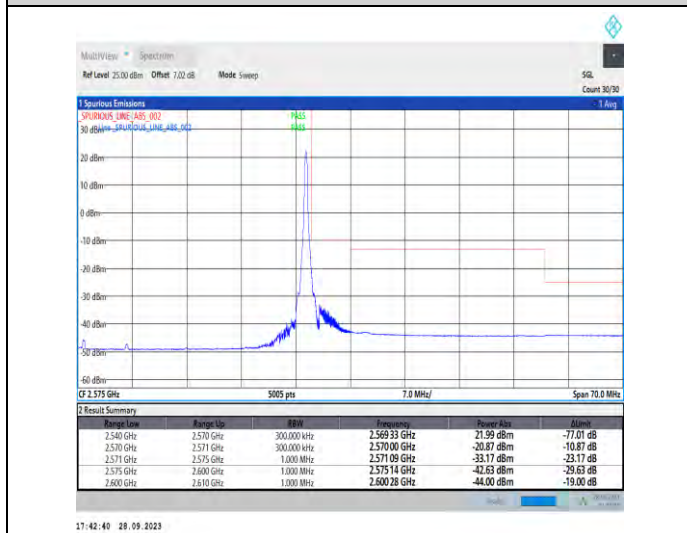 MultiView Spectrum
Ref Level 25.00 dBm Offset 7.02 dB Mode Sweep SGL
Count 30/30
1 Spurious Emissions 1 Avg
_SPURIOUS_LINE_ABS_002 PASS
30 dBm Line _SPURIOUS_LINE_ABS_002 PASS
20 dBm
10 dBm
0 dBm
-10 dBm
-20 dBm
-30 dBm
-40 dBm
-50 dBm
-60 dBm
CF 2.575 GHz 5005 pts 7.0 MHz/ Span 70.0 MHz
2 Result Summary
Range Low Range Up RBW Frequency Power Abs ΔLimit
2.540 GHz 2.570 GHz 300.000 kHz 2.569 33 GHz 21.99 dBm -77.01 dB
2.570 GHz 2.571 GHz 300.000 kHz 2.570 00 GHz -20.87 dBm -10.87 dB
2.571 GHz 2.575 GHz 1.000 MHz 2.571 09 GHz -33.17 dBm -23.17 dB
2.575 GHz 2.600 GHz 1.000 MHz 2.575 14 GHz -42.63 dBm -29.63 dB
2.600 GHz 2.610 GHz 1.000 MHz 2.600 28 GHz -44.00 dBm -19.00 dB
17:42:40 28.09.2023